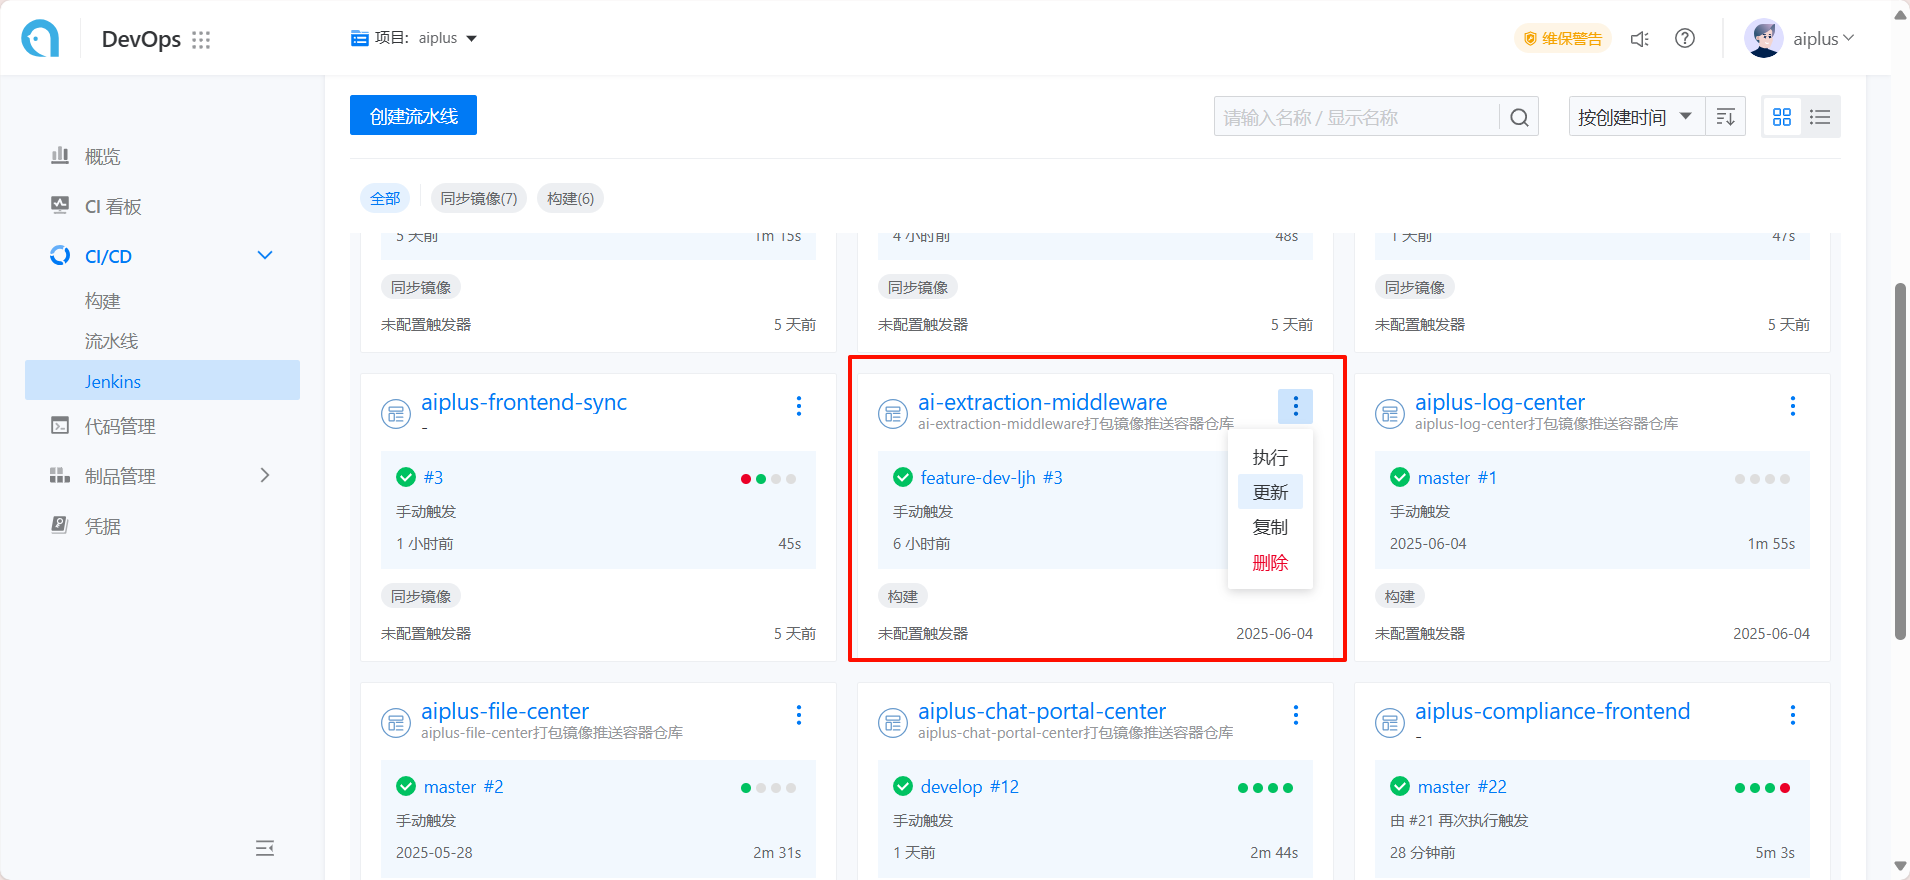 DevOps
项目: aiplus
维保警告
aiplus
创建流水线
请输入名称 / 显示名称
按创建时间
概览
CI 看板
CI/CD
构建
流水线
Jenkins
代码管理
制品管理
凭据
全部
同步镜像(7)
构建(6)
5 天前
1m 15s
4 小时前
48s
1 天前
47s
同步镜像
同步镜像
同步镜像
未配置触发器
5 天前
未配置触发器
5 天前
未配置触发器
5 天前
aiplus-frontend-sync
-
#3
手动触发
1 小时前
45s
同步镜像
未配置触发器
5 天前
ai-extraction-middleware
ai-extraction-middleware打包镜像推送容器仓库
feature-dev-ljh #3
手动触发
6 小时前
执行
更新
复制
删除
构建
未配置触发器
2025-06-04
aiplus-log-center
aiplus-log-center打包镜像推送容器仓库
master #1
手动触发
2025-06-04
1m 55s
构建
未配置触发器
2025-06-04
aiplus-file-center
aiplus-file-center打包镜像推送容器仓库
master #2
手动触发
2025-05-28
2m 31s
aiplus-chat-portal-center
aiplus-chat-portal-center打包镜像推送容器仓库
develop #12
手动触发
1 天前
2m 44s
aiplus-compliance-frontend
-
master #22
由 #21 再次执行触发
28 分钟前
5m 3s